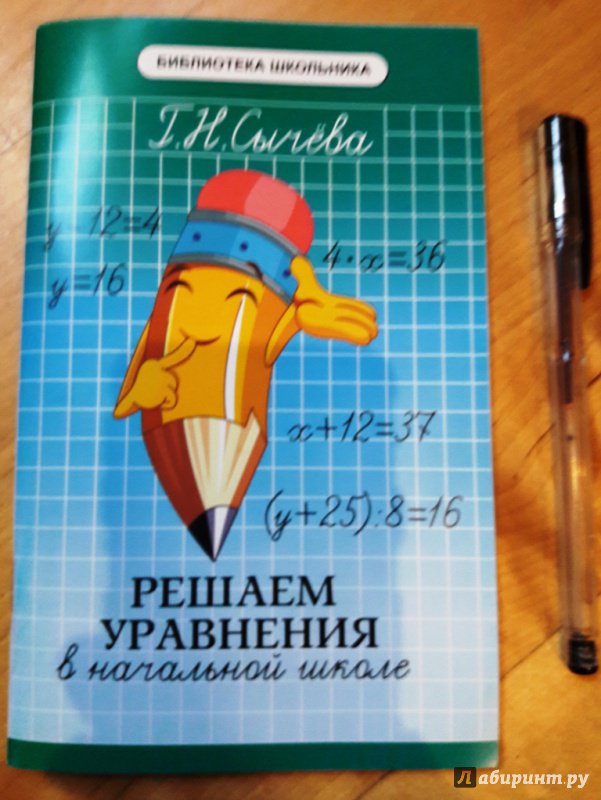 БИБЛИОТЕКА ШКОЛЬНИКА
Г.Н.Сычёва
y-12=4
y=16
4·x=36
x+12=37
(y+25):8=16
РЕШАЕМ
УРАВНЕНИЯ
в начальной школе
Лабиринт.ру